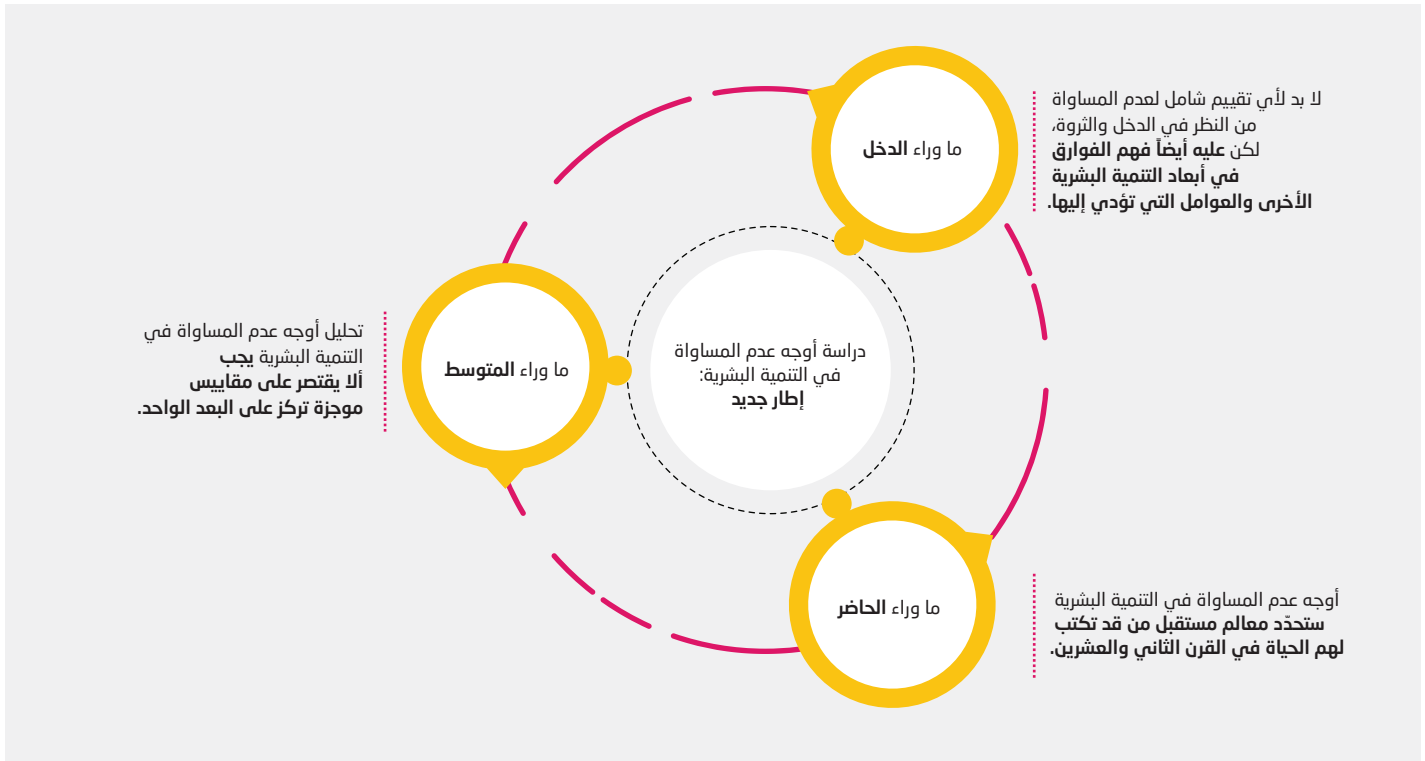 ما وراء الدخل
لا بد لأي تقييم شامل لعدم المساواة
من النظر في الدخل والثروة،
لكن عليه أيضاً فهم الفوارق
في أبعاد التنمية البشرية
الأخرى والعوامل التي تؤدي إليها.
دراسة أوجه عدم المساواة
في التنمية البشرية:
إطار جديد
ما وراء المتوسط
تحليل أوجه عدم المساواة في
التنمية البشرية يجب
ألا يقتصر على مقاييس
موجزة تركز على البعد الواحد.
ما وراء الحاضر
أوجه عدم المساواة في التنمية البشرية
ستحدّد معالم مستقبل من قد تكتب
لهم الحياة في القرن الثاني والعشرين.